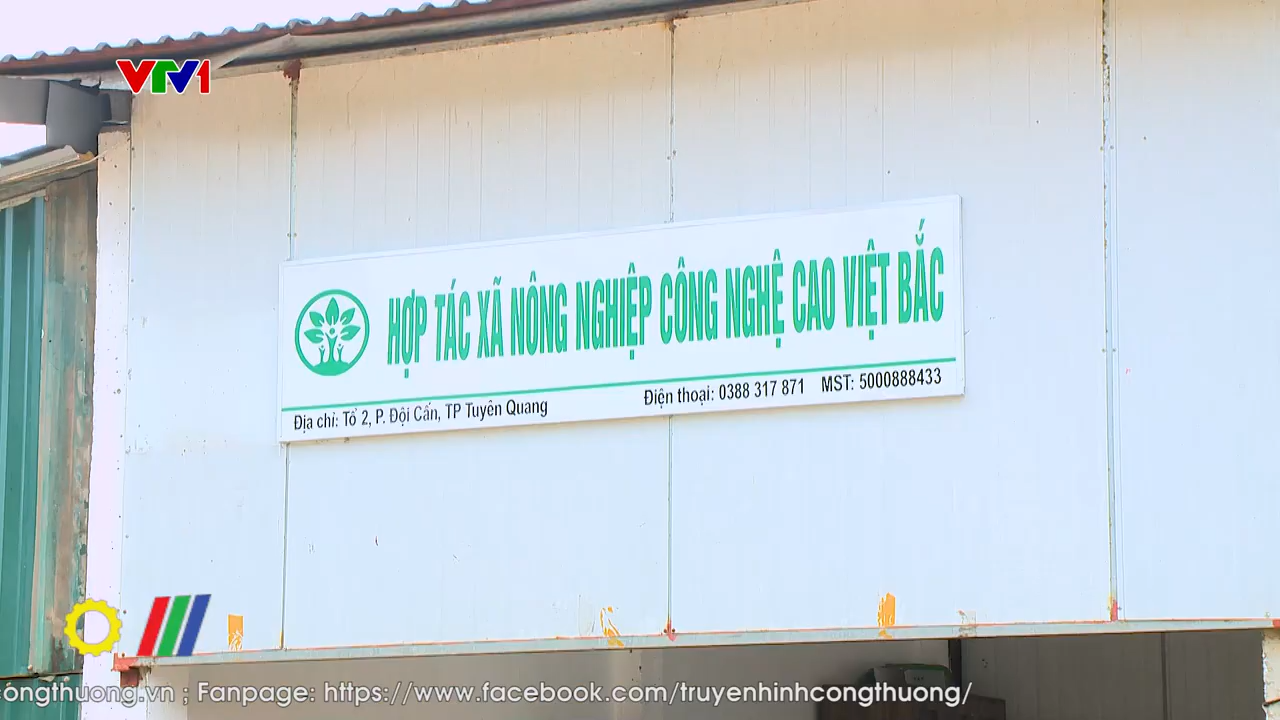 VTV1
HỢP TÁC XÃ NÔNG NGHIỆP CÔNG NGHỆ CAO VIỆT BẮC
Địa chỉ: Tổ 2, P. Đội Cấn, TP Tuyên Quang
Điện thoại: 0388 317 871 MST: 5000888433
congthuong.vn ; Fanpage: https://www.facebook.com/truyenhinhcongthuong/